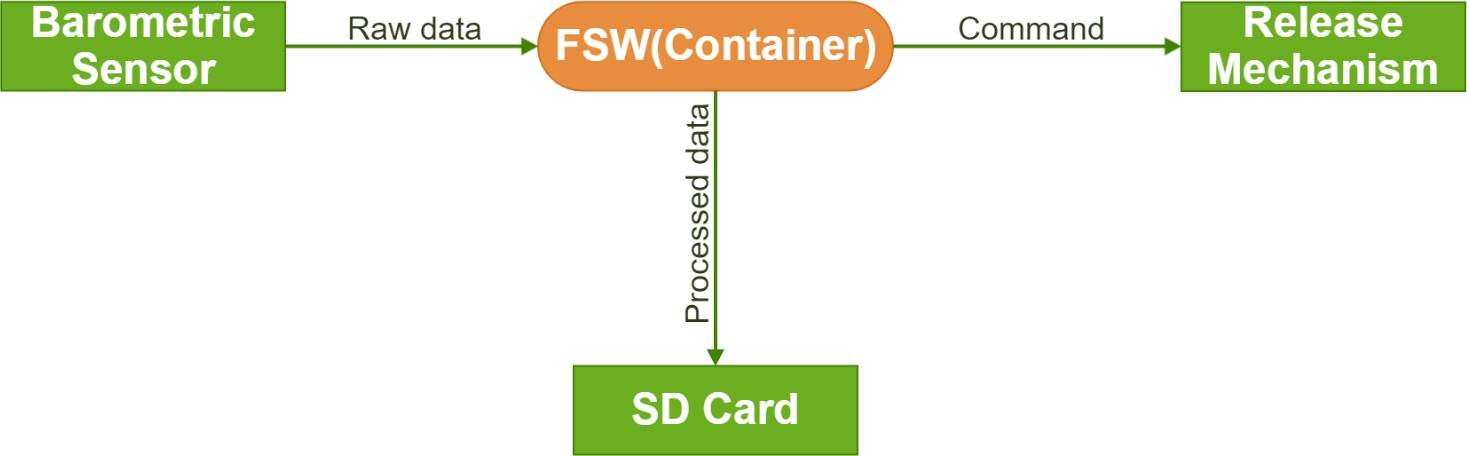 Barometric
Sensor
Raw data
FSW(Container)
Command
Release
Mechanism
Processed data
SD Card